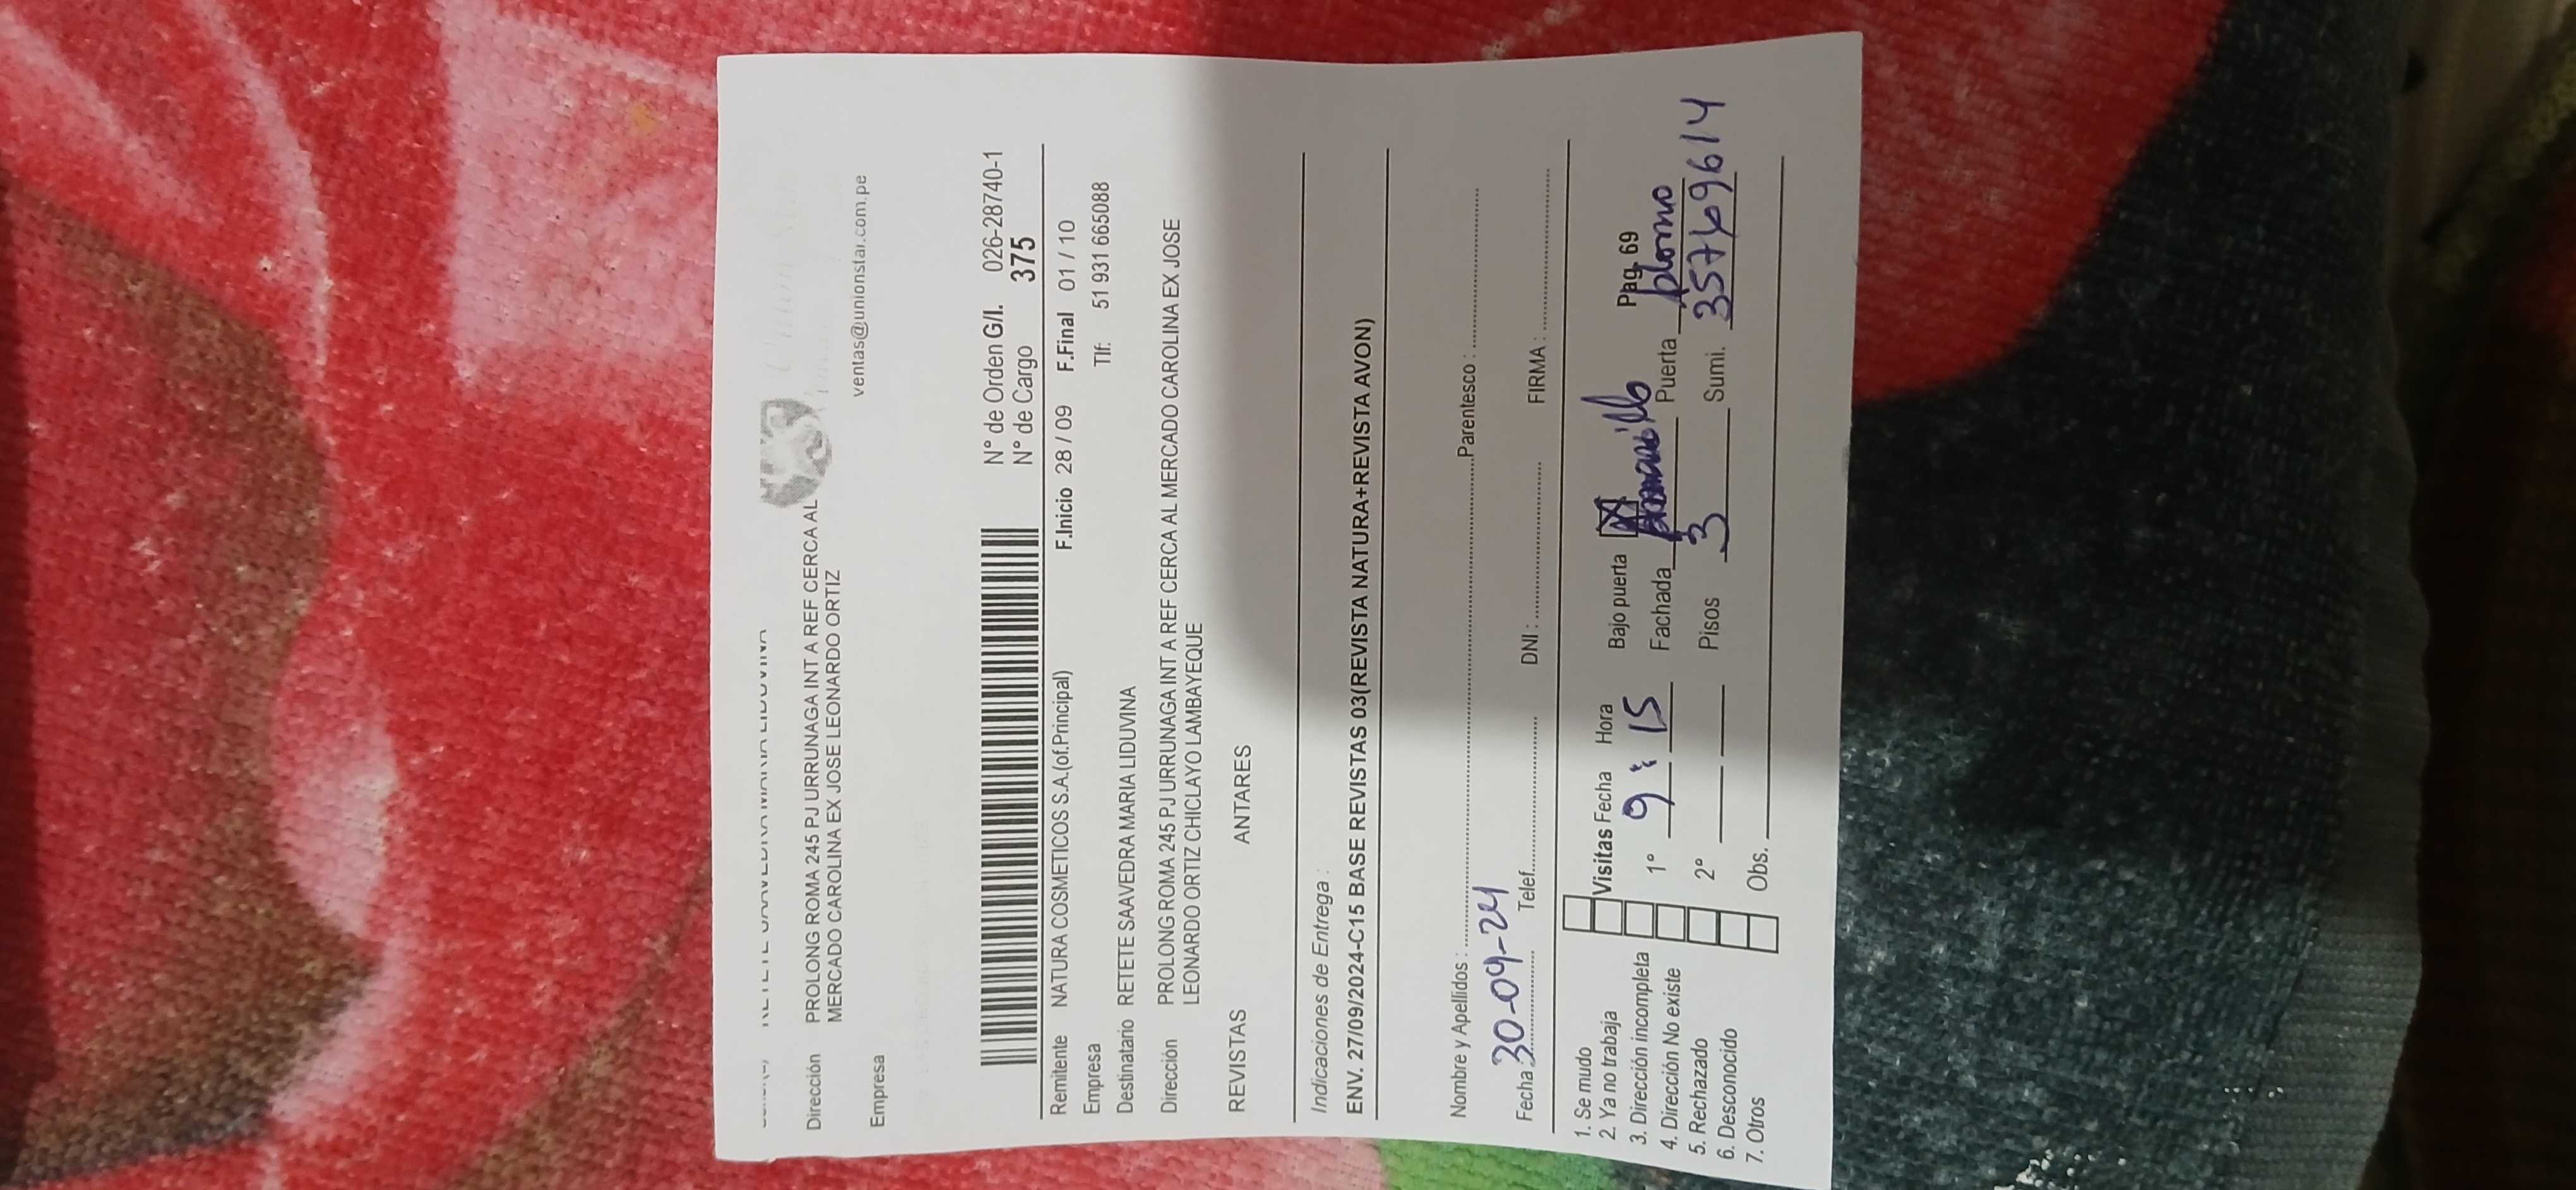 RETETE SAAVEDRA MARIA LIDUVINA
Dirección PROLONG ROMA 245 PJ URRUNAGA INT A REF CERCA AL
MERCADO CAROLINA EX JOSE LEONARDO ORTIZ
ventas@unionstar.com.pe
Empresa
N° de Orden G/I. 026-28740-1
N° de Cargo 375
Remitente NATURA COSMETICOS S.A.(of.Principal) F.Inicio 28 / 09 F.Final 01 / 10
Empresa Tlf: 51 931 665088
Destinatario RETETE SAAVEDRA MARIA LIDUVINA
Dirección PROLONG ROMA 245 PJ URRUNAGA INT A REF CERCA AL MERCADO CAROLINA EX JOSE
LEONARDO ORTIZ CHICLAYO LAMBAYEQUE
REVISTAS ANTARES
Indicaciones de Entrega :
ENV. 27/09/2024-C15 BASE REVISTAS 03(REVISTA NATURA+REVISTA AVON)
Nombre y Apellidos : Parentesco :
Fecha 30-09-24 Telef. DNI : FIRMA :
1. Se mudo
2. Ya no trabaja Visitas Fecha Hora Bajo puerta Pag. 69
3. Dirección incompleta 1° 9 : 15 Fachada Puerta plomo
4. Dirección No existe
5. Rechazado 2° Pisos 3 Sumi.
6. Desconocido
7. Otros Obs.